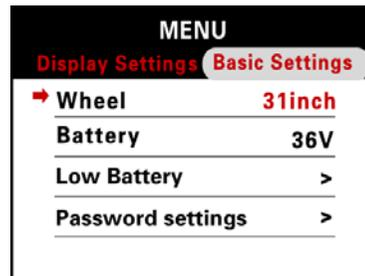 MENU
Display Settings Basic Settings
Wheel 31inch
Battery 36V
Low Battery >
Password settings >